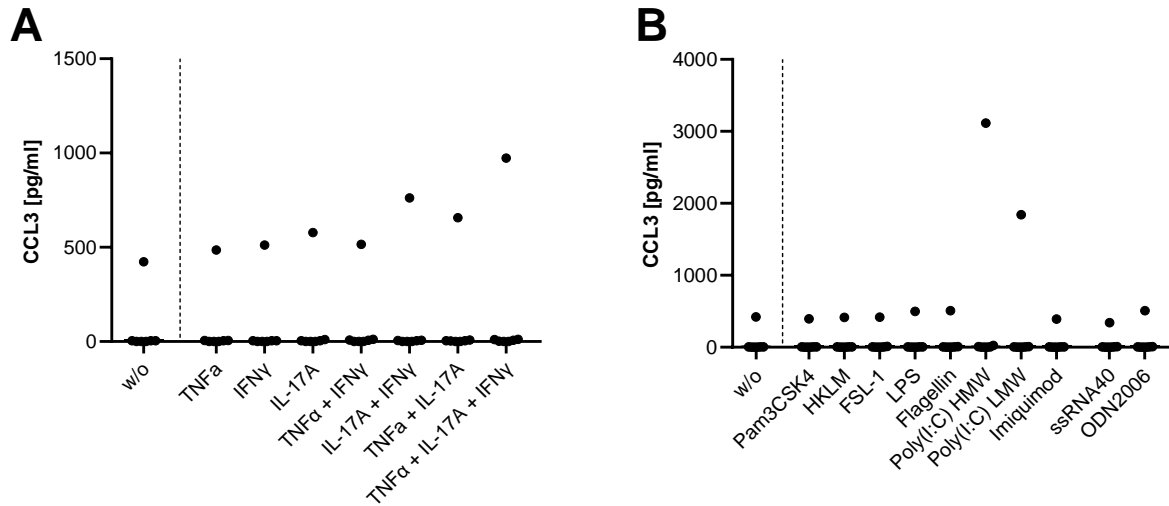 A
CCL3 [pg/ml]
1500
1000
500
0
w/o
TNFa
IFNγ
IL-17A
TNFα + IFNγ
IL-17A + IFNγ
TNFa + IL-17A
TNFα + IL-17A + IFNγ
B
CCL3 [pg/ml]
4000
3000
2000
1000
0
w/o
Pam3CSK4
HKLM
FSL-1
LPS
Flagellin
Poly(I:C) HMW
Poly(I:C) LMW
Imiquimod
ssRNA40
ODN2006